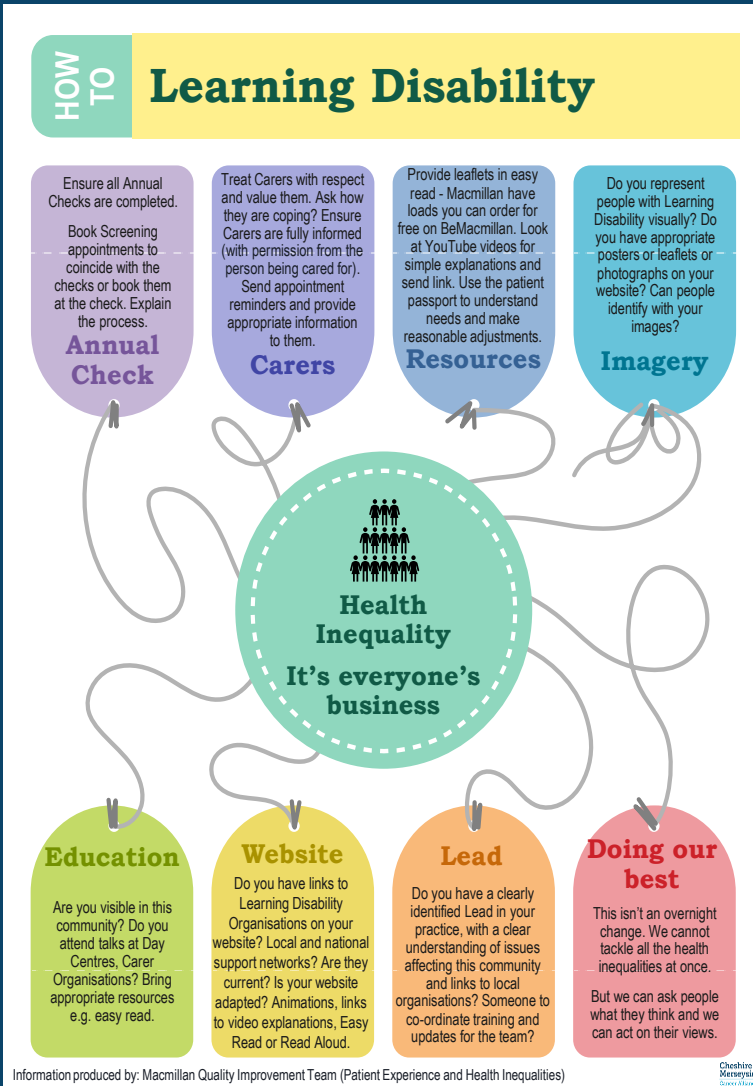 HOW
TO
Learning Disability
Ensure all Annual
Checks are completed.
Book Screening
appointments to
coincide with the
checks or book them
at the check. Explain
the process.
Annual
Check
Treat Carers with respect
and value them. Ask how
they are coping? Ensure
Carers are fully informed
(with permission from the
person being cared for).
Send appointment
reminders and provide
appropriate information
to them.
Carers
Provide leaflets in easy
read - Macmillan have
loads you can order for
free on BeMacmillan. Look
at YouTube videos for
simple explanations and
send link. Use the patient
passport to understand
needs and make
reasonable adjustments.
Resources
Do you represent
people with Learning
Disability visually? Do
you have appropriate
posters or leaflets or
photographs on your
website? Can people
identify with your
images?
Imagery
Health
Inequality
It's everyone's
business
Education
Are you visible in this
community? Do you
attend talks at Day
Centres, Carer
Organisations? Bring
appropriate resources
e.g. easy read.
Website
Do you have links to
Learning Disability
Organisations on your
website? Local and national
support networks? Are they
current? Is your website
adapted? Animations, links
to video explanations, Easy
Read or Read Aloud.
Lead
Do you have a clearly
identified Lead in your
practice, with a clear
understanding of issues
affecting this community
and links to local
organisations? Someone to
co-ordinate training and
updates for the team?
Doing our
best
This isn't an overnight
change. We cannot
tackle all the health
inequalities at once.
But we can ask people
what they think and we
can act on their views.
Information produced by: Macmillan Quality Improvement Team (Patient Experience and Health Inequalities)
Cheshire
Merseysid
Cancer Allian